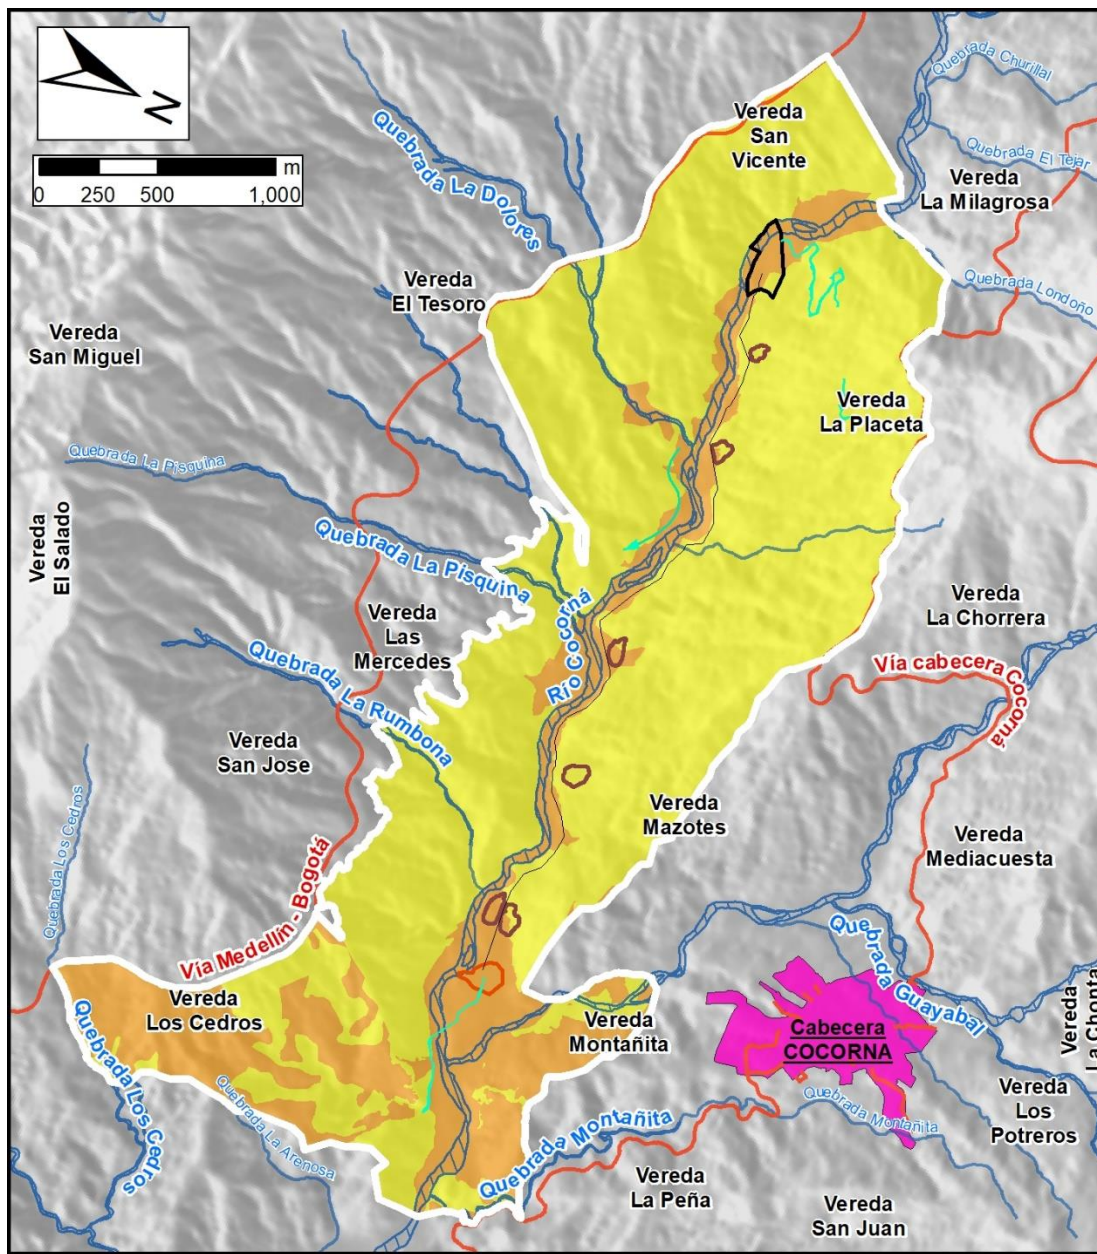 N
m
0 250 500 1,000
Quebrada Churillal
Quebrada La Dolores
Vereda
San
Vicente
Quebrada El Tejar
Vereda
La Milagrosa
Vereda
El Tesoro
Quebrada Londoño
Vereda
San Miguel
Vereda
La Placeta
Quebrada La Pisquina
Vereda
El Salado
Quebrada La Pisquina
Río Cocorná
Vereda
La Chorrera
Vereda
Las
Mercedes
Vía cabecera
Cocorná
Quebrada La Rumbona
Vereda
San Jose
Vereda
Mazotes
Vereda
Mediacuesta
Quebrada Los Cedros
Vía Medellín - Bogotá
Quebrada Guayabal
Vereda
Los Cedros
Vereda
Montañita
Cabecera
COCORNA
Vereda
La Chonta
Quebrada Los Cedros
Quebrada La Arenosa
Quebrada Montañita
Quebrada Montañita
Vereda
Los
Potreros
Vereda
La Peña
Vereda
San Juan